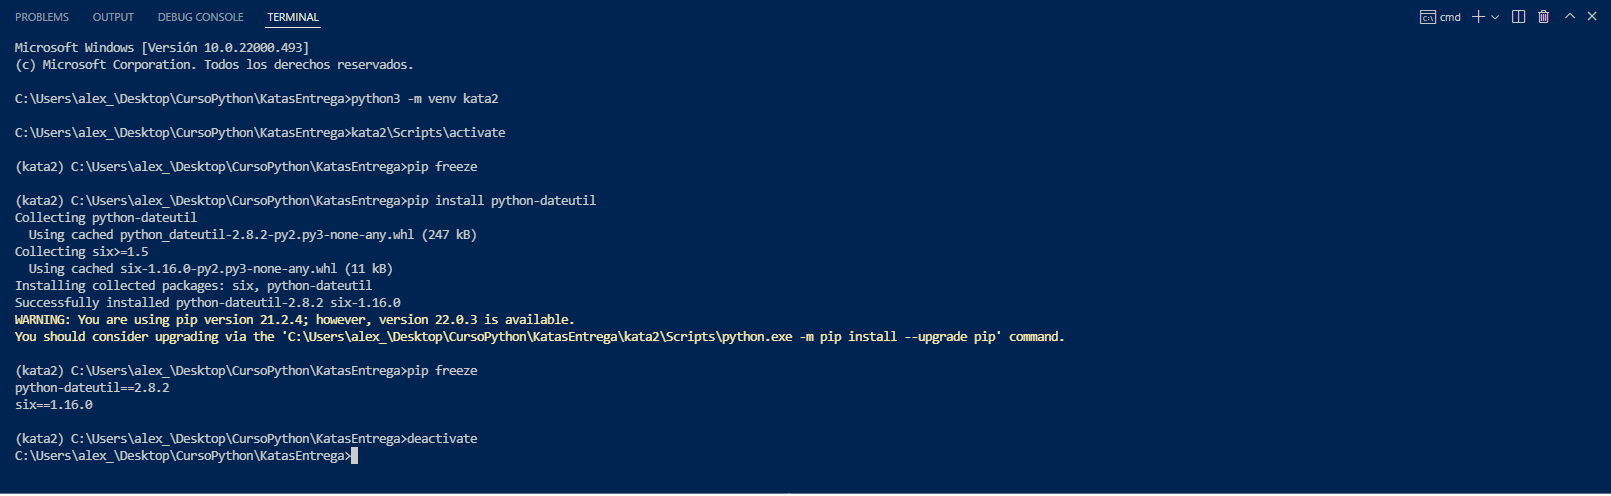 PROBLEMS OUTPUT DEBUG CONSOLE TERMINAL cmd
Microsoft Windows [Versión 10.0.22000.493]
(c) Microsoft Corporation. Todos los derechos reservados.
C:\Users\alex_\Desktop\CursoPython\KatasEntrega>python3 -m venv kata2
C:\Users\alex_\Desktop\CursoPython\KatasEntrega>kata2\Scripts\activate
(kata2) C:\Users\alex_\Desktop\CursoPython\KatasEntrega>pip freeze
(kata2) C:\Users\alex_\Desktop\CursoPython\KatasEntrega>pip install python-dateutil
Collecting python-dateutil
  Using cached python_dateutil-2.8.2-py2.py3-none-any.whl (247 kB)
Collecting six>=1.5
  Using cached six-1.16.0-py2.py3-none-any.whl (11 kB)
Installing collected packages: six, python-dateutil
Successfully installed python-dateutil-2.8.2 six-1.16.0
WARNING: You are using pip version 21.2.4; however, version 22.0.3 is available.
You should consider upgrading via the 'C:\Users\alex_\Desktop\CursoPython\KatasEntrega\kata2\Scripts\python.exe -m pip install --upgrade pip' command.
(kata2) C:\Users\alex_\Desktop\CursoPython\KatasEntrega>pip freeze
python-dateutil==2.8.2
six==1.16.0
(kata2) C:\Users\alex_\Desktop\CursoPython\KatasEntrega>deactivate
C:\Users\alex_\Desktop\CursoPython\KatasEntrega>